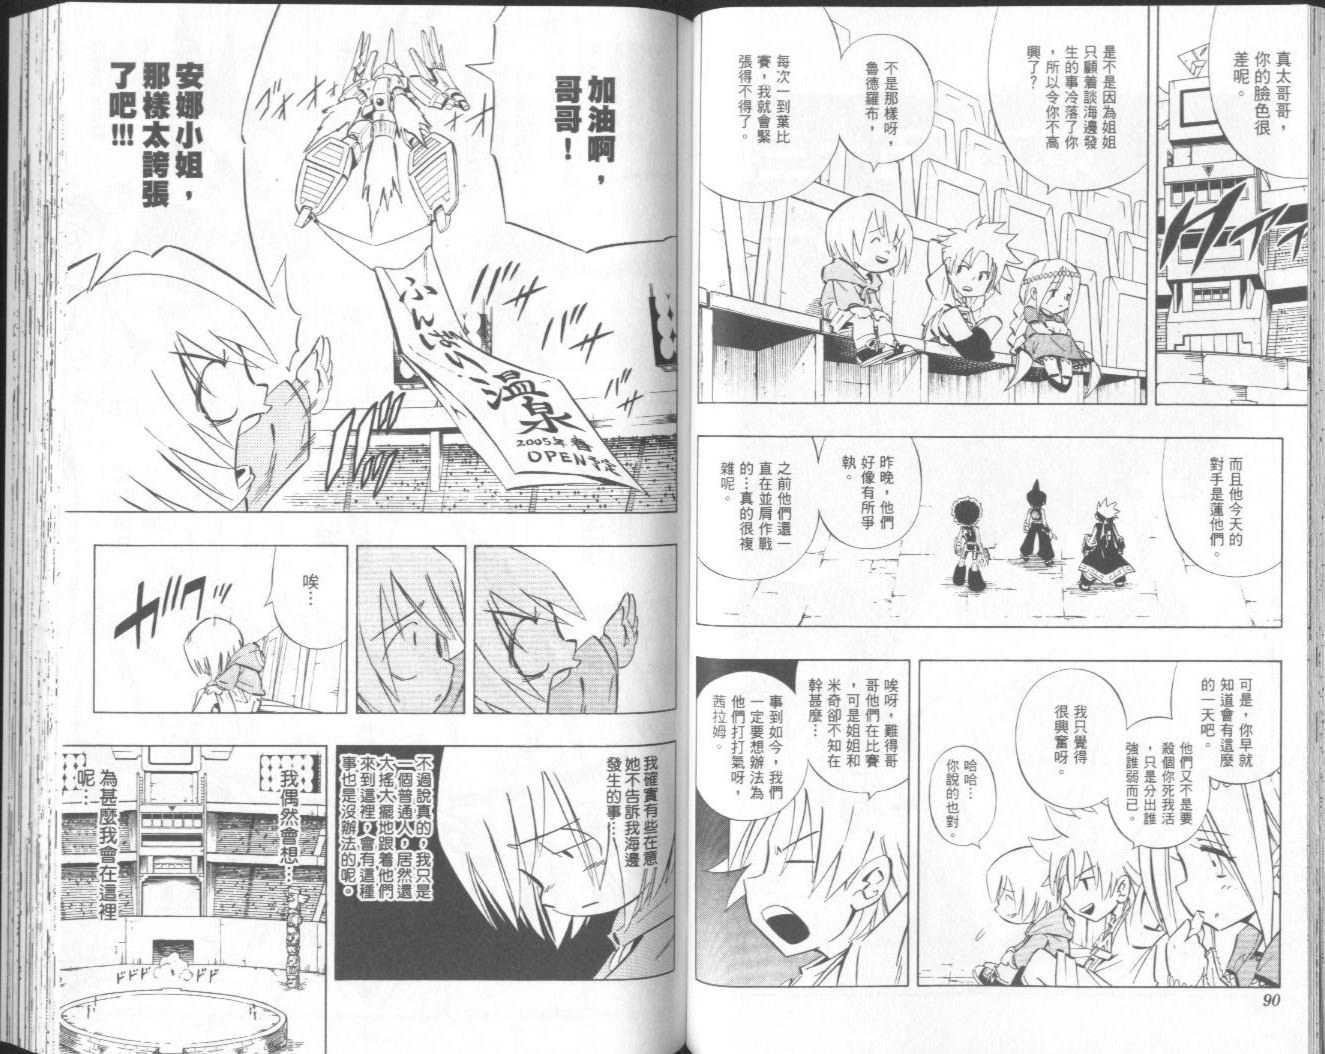 真太哥哥，
你的臉色很
差呢。
是不是因為姐姐
只顧着談海邊發
生的事冷落了你
，所以令你不高
興了？
不是那樣呀，
魯德羅布，
每次一到葉比
賽，我就會緊
張得不得了。
而且他今天的
對手是蓮他們。
昨晚，他們
好像有所爭
執。
之前他們還一
直在並肩作戰
的…真的很複
雜呢。
可是，你早就
知道會有這麼
的一天吧。
他們又不是要
殺個你死我活
，只是分出誰
強誰弱而已。
我只覺得
很興奮呀。
哈哈…
你說的也對。
唉呀，難得哥
哥他們在比賽
，可是姐姐和
米奇卻不知在
幹甚麼…
事到如今，我們
一定要想辦法為
他們打打氣呀，
茜拉姆。
90
加油啊，
哥哥！
安娜小姐，
那樣太誇張
了吧!!!
ふんばり温泉
2005年 春
OPEN予定
唉…
我確實有些在意
她不告訴我海邊
發生的事…
不過說真的，我只是
一個普通人，居然還
大搖大擺地跟着他們
來到這裡，會有這種
事也是沒辦法的呢。
我偶然會想…
為甚麼我會在這裡
呢…
ドドド